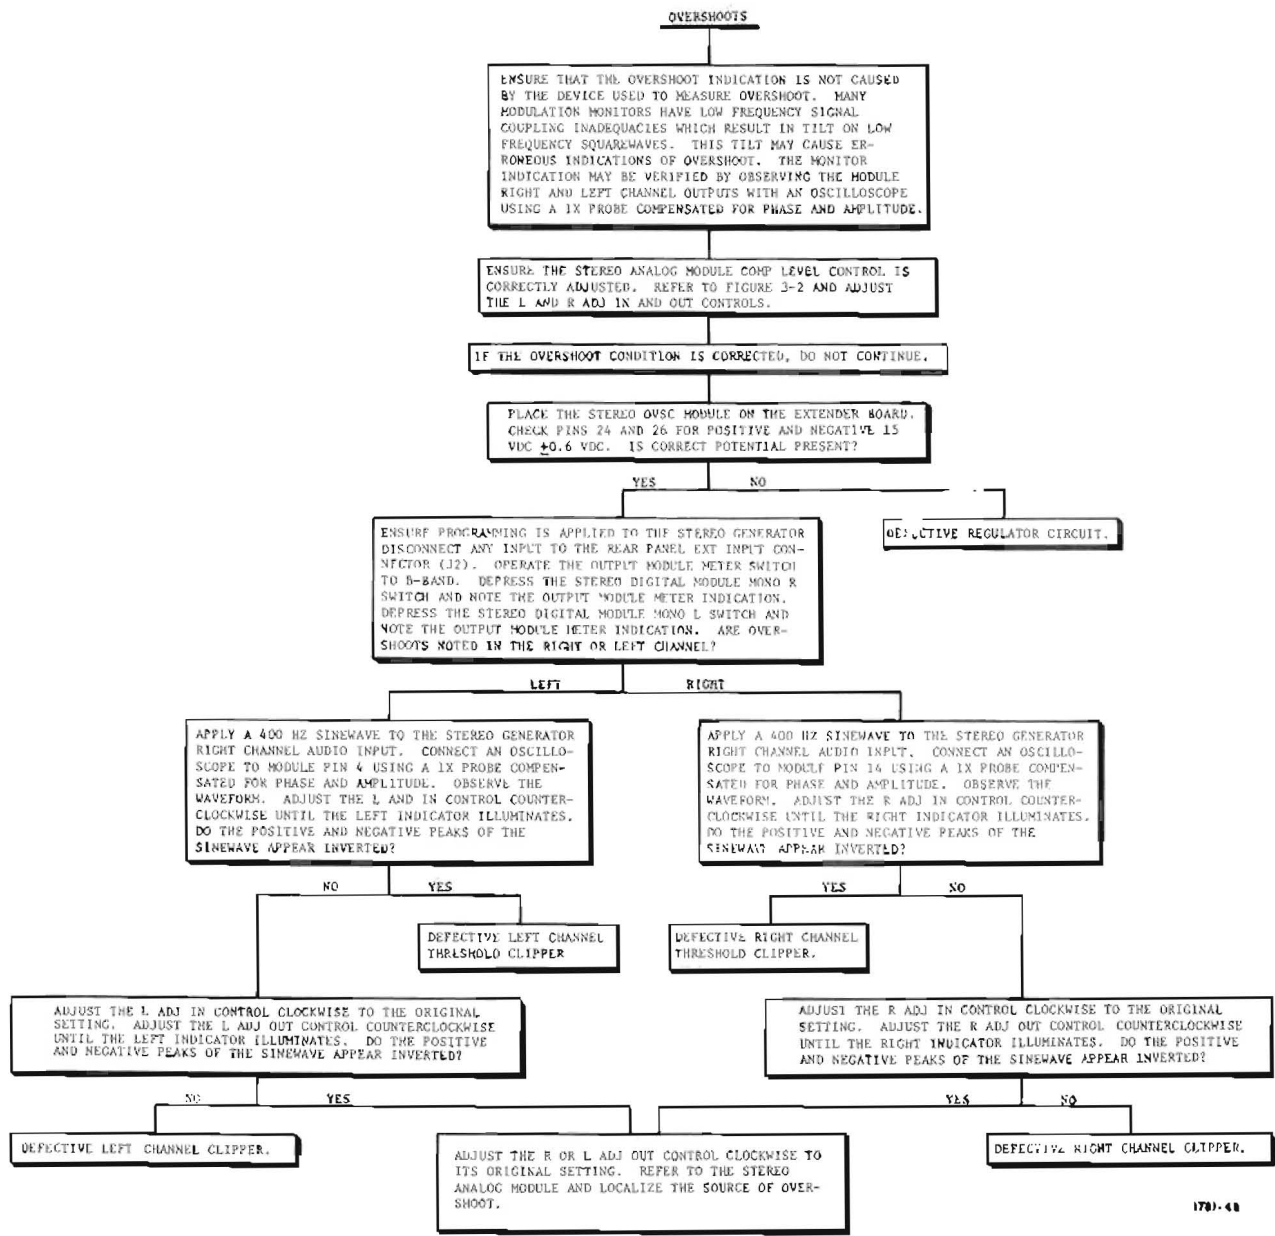 OVERSHOOTS
ENSURE THAT THE OVERSHOOT INDICATION IS NOT CAUSED
BY THE DEVICE USED TO MEASURE OVERSHOOT. MANY
MODULATION MONITORS HAVE LOW FREQUENCY SIGNAL
COUPLING INADEQUACIES WHICH RESULT IN TILT ON LOW
FREQUENCY SQUAREWAVES. THIS TILT MAY CAUSE ER-
RONEOUS INDICATIONS OF OVERSHOOT. THE MONITOR
INDICATION MAY BE VERIFIED BY OBSERVING THE MODULE
RIGHT AND LEFT CHANNEL OUTPUTS WITH AN OSCILLOSCOPE
USING A 1X PROBE COMPENSATED FOR PHASE AND AMPLITUDE.
ENSURE THE STEREO ANALOG MODULE COMP LEVEL CONTROL IS
CORRECTLY ADJUSTED. REFER TO FIGURE 3-2 AND ADJUST
THE L AND R ADJ IN AND OUT CONTROLS.
IF THE OVERSHOOT CONDITION IS CORRECTED, DO NOT CONTINUE.
PLACE THE STEREO OVSC MODULE ON THE EXTENDER BOARD.
CHECK PINS 24 AND 26 FOR POSITIVE AND NEGATIVE 15
VDC ±0.6 VDC. IS CORRECT POTENTIAL PRESENT?
YES NO
ENSURE PROGRAMMING IS APPLIED TO THE STEREO GENERATOR
DISCONNECT ANY INPUT TO THE REAR PANEL EXT INPUT CON-
NECTOR (J2). OPERATE THE OUTPUT MODULE METER SWITCH
TO B-BAND. DEPRESS THE STEREO DIGITAL MODULE MONO R
SWITCH AND NOTE THE OUTPUT MODULE METER INDICATION.
DEPRESS THE STEREO DIGITAL MODULE MONO L SWITCH AND
NOTE THE OUTPUT MODULE METER INDICATION. ARE OVER-
SHOOTS NOTED IN THE RIGHT OR LEFT CHANNEL?
DEFECTIVE REGULATOR CIRCUIT.
LEFT RIGHT
APPLY A 400 HZ SINEWAVE TO THE STEREO GENERATOR
RIGHT CHANNEL AUDIO INPUT. CONNECT AN OSCILLO-
SCOPE TO MODULE PIN 4 USING A 1X PROBE COMPEN-
SATED FOR PHASE AND AMPLITUDE. OBSERVE THE
WAVEFORM. ADJUST THE L AND IN CONTROL COUNTER-
CLOCKWISE UNTIL THE LEFT INDICATOR ILLUMINATES.
DO THE POSITIVE AND NEGATIVE PEAKS OF THE
SINEWAVE APPEAR INVERTED?
APPLY A 400 HZ SINEWAVE TO THE STEREO GENERATOR
RIGHT CHANNEL AUDIO INPUT. CONNECT AN OSCILLO-
SCOPE TO MODULE PIN 14 USING A 1X PROBE COMPEN-
SATED FOR PHASE AND AMPLITUDE. OBSERVE THE
WAVEFORM. ADJUST THE R ADJ IN CONTROL COUNTER-
CLOCKWISE UNTIL THE RIGHT INDICATOR ILLUMINATES.
DO THE POSITIVE AND NEGATIVE PEAKS OF THE
SINEWAVE APPEAR INVERTED?
NO YES
YES NO
DEFECTIVE LEFT CHANNEL
THRESHOLD CLIPPER
DEFECTIVE RIGHT CHANNEL
THRESHOLD CLIPPER.
ADJUST THE L ADJ IN CONTROL CLOCKWISE TO THE ORIGINAL
SETTING. ADJUST THE L ADJ OUT CONTROL COUNTERCLOCKWISE
UNTIL THE LEFT INDICATOR ILLUMINATES. DO THE POSITIVE
AND NEGATIVE PEAKS OF THE SINEWAVE APPEAR INVERTED?
ADJUST THE R ADJ IN CONTROL CLOCKWISE TO THE ORIGINAL
SETTING. ADJUST THE R ADJ OUT CONTROL COUNTERCLOCKWISE
UNTIL THE RIGHT INDICATOR ILLUMINATES. DO THE POSITIVE
AND NEGATIVE PEAKS OF THE SINEWAVE APPEAR INVERTED?
NO YES
YES NO
DEFECTIVE LEFT CHANNEL CLIPPER.
ADJUST THE R OR L ADJ OUT CONTROL CLOCKWISE TO
ITS ORIGINAL SETTING. REFER TO THE STEREO
ANALOG MODULE AND LOCALIZE THE SOURCE OF OVER-
SHOOT.
DEFECTIVE RIGHT CHANNEL CLIPPER.